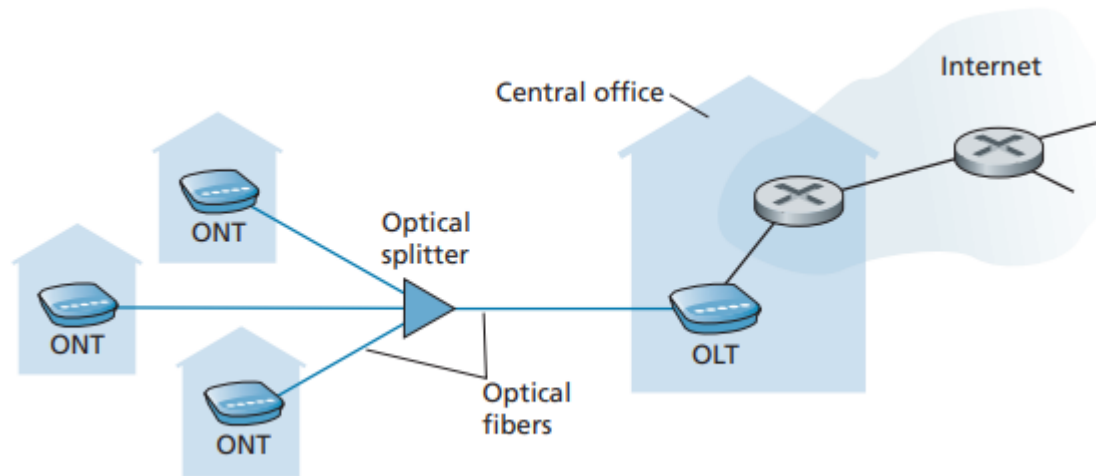 Internet
Central office
ONT
Optical
splitter
ONT
OLT
Optical
fibers
ONT